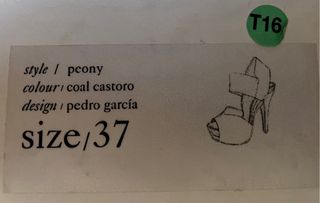 T16
style / peony
colour / coal castoro
design / pedro garcía
size/37